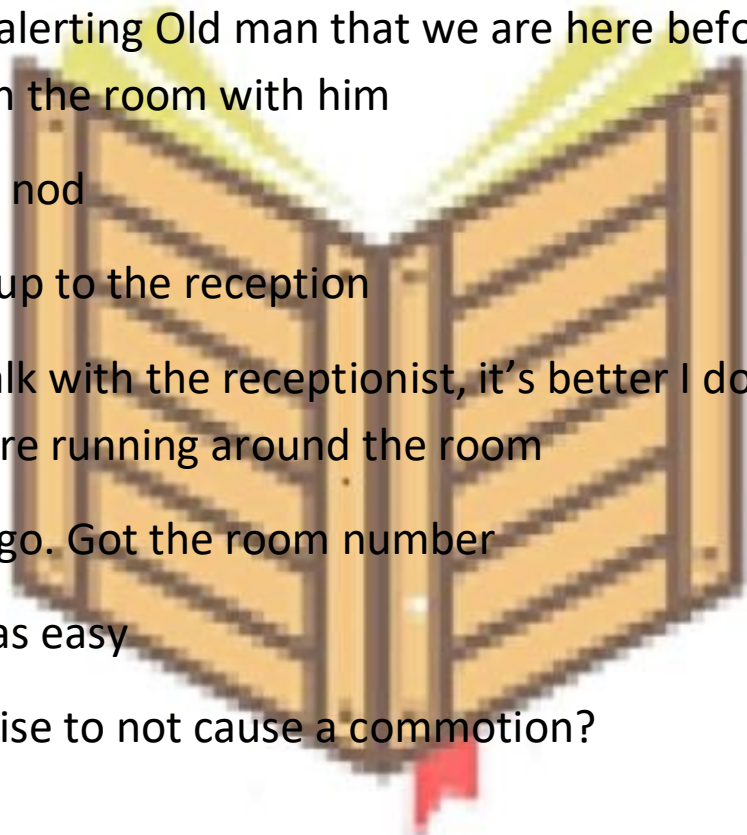 alerting Old man that we are here befo
the room with him
nod
up to the reception
lk with the receptionist, it's better I do
re running around the room
go. Got the room number
as easy
ise to not cause a commotion?